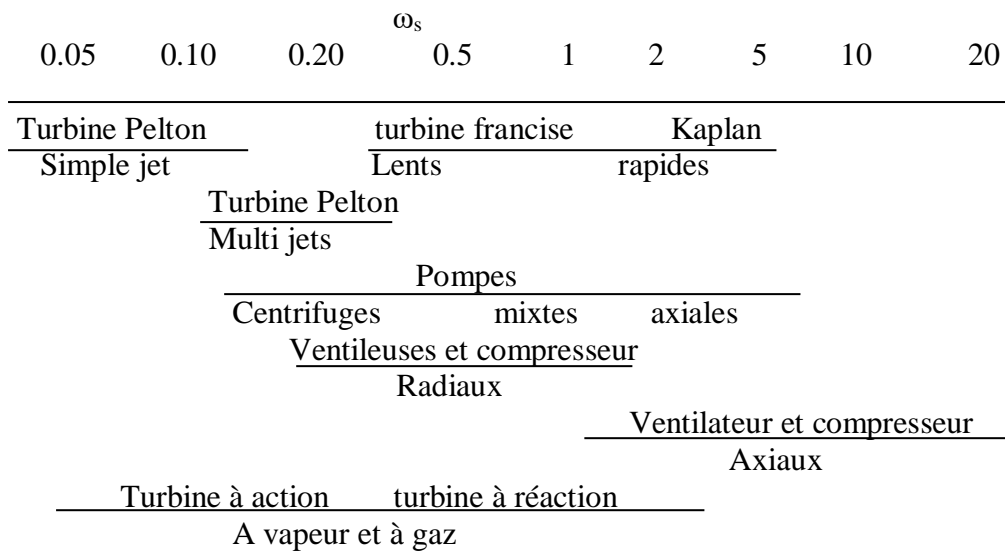 ωs
0.05 0.10 0.20 0.5 1 2 5 10 20
Turbine Pelton turbine francise Kaplan
Simple jet Lents rapides
Turbine Pelton
Multi jets
Pompes
Centrifuges mixtes axiales
Ventileuses et compresseur
Radiaux
Ventilateur et compresseur
Axiaux
Turbine à action turbine à réaction
A vapeur et à gaz